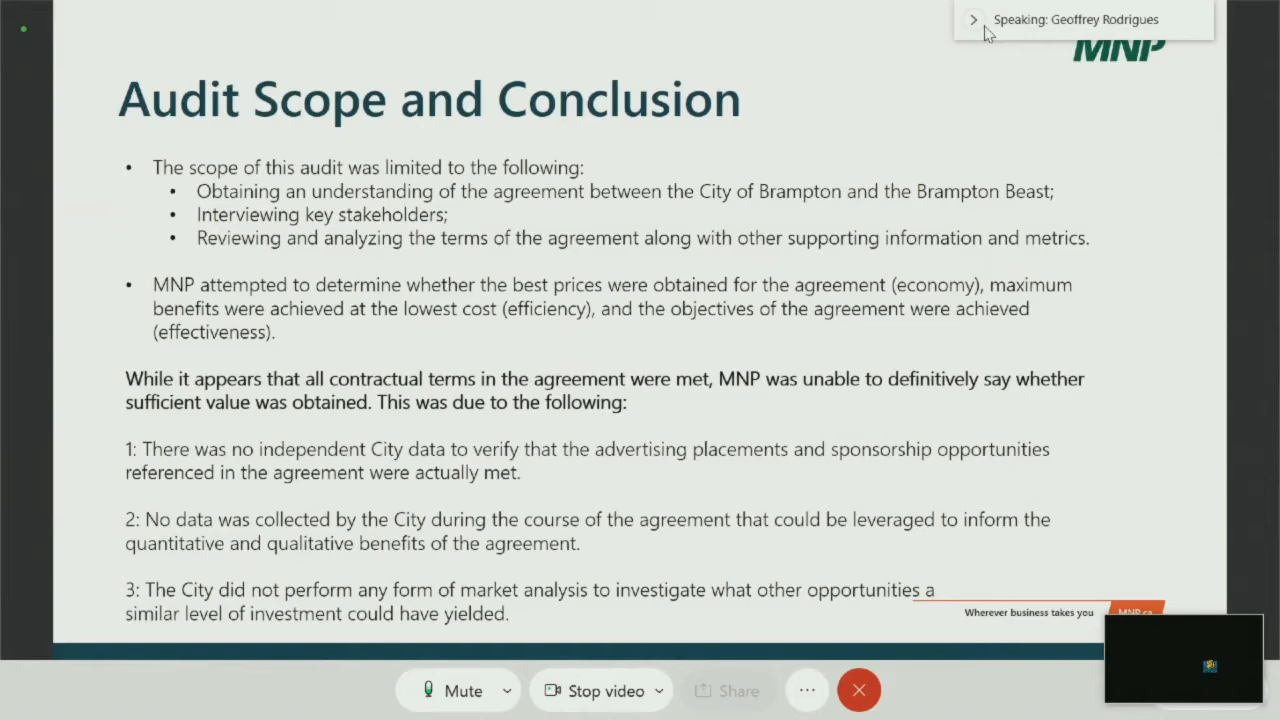 Speaking: Geoffrey Rodrigues
MNP
Audit Scope and Conclusion
• The scope of this audit was limited to the following:
• Obtaining an understanding of the agreement between the City of Brampton and the Brampton Beast;
• Interviewing key stakeholders;
• Reviewing and analyzing the terms of the agreement along with other supporting information and metrics.
• MNP attempted to determine whether the best prices were obtained for the agreement (economy), maximum
benefits were achieved at the lowest cost (efficiency), and the objectives of the agreement were achieved
(effectiveness).
While it appears that all contractual terms in the agreement were met, MNP was unable to definitively say whether
sufficient value was obtained. This was due to the following:
1: There was no independent City data to verify that the advertising placements and sponsorship opportunities
referenced in the agreement were actually met.
2: No data was collected by the City during the course of the agreement that could be leveraged to inform the
quantitative and qualitative benefits of the agreement.
3: The City did not perform any form of market analysis to investigate what other opportunities a
similar level of investment could have yielded.
Wherever business takes you
MNP.ca
Mute
Stop video
Share